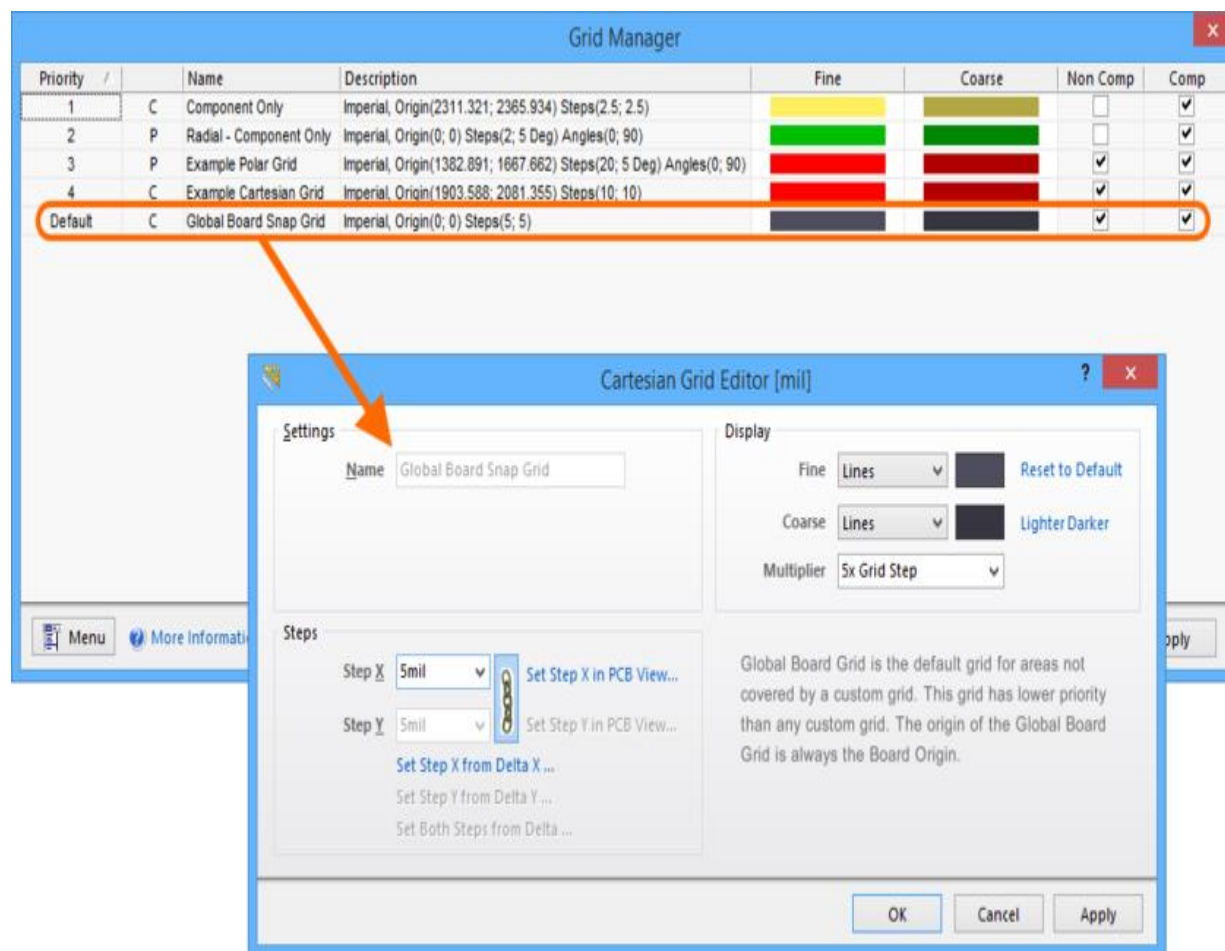 Grid Manager
x
Priority / Name Description Fine Coarse Non Comp Comp
1 C Component Only Imperial, Origin(2311.321; 2365.934) Steps(2.5; 2.5)
2 P Radial - Component Only Imperial, Origin(0; 0) Steps(2; 5 Deg) Angles(0; 90)
3 P Example Polar Grid Imperial, Origin(1382.891; 1667.662) Steps(20; 5 Deg) Angles(0; 90)
4 C Example Cartesian Grid Imperial, Origin(1903.588; 2081.355) Steps(10; 10)
Default C Global Board Snap Grid Imperial, Origin(0; 0) Steps(5; 5)
Cartesian Grid Editor [mil] ? x
Settings
Name Global Board Snap Grid
Display
Fine Lines Reset to Default
Coarse Lines Lighter Darker
Multiplier 5x Grid Step
Menu More Informati
pply
Steps
Step X 5mil Set Step X in PCB View...
Step Y 5mil Set Step Y in PCB View...
Set Step X from Delta X ...
Set Step Y from Delta Y ...
Set Both Steps from Delta ...
Global Board Grid is the default grid for areas not
covered by a custom grid. This grid has lower priority
than any custom grid. The origin of the Global Board
Grid is always the Board Origin.
OK Cancel Apply